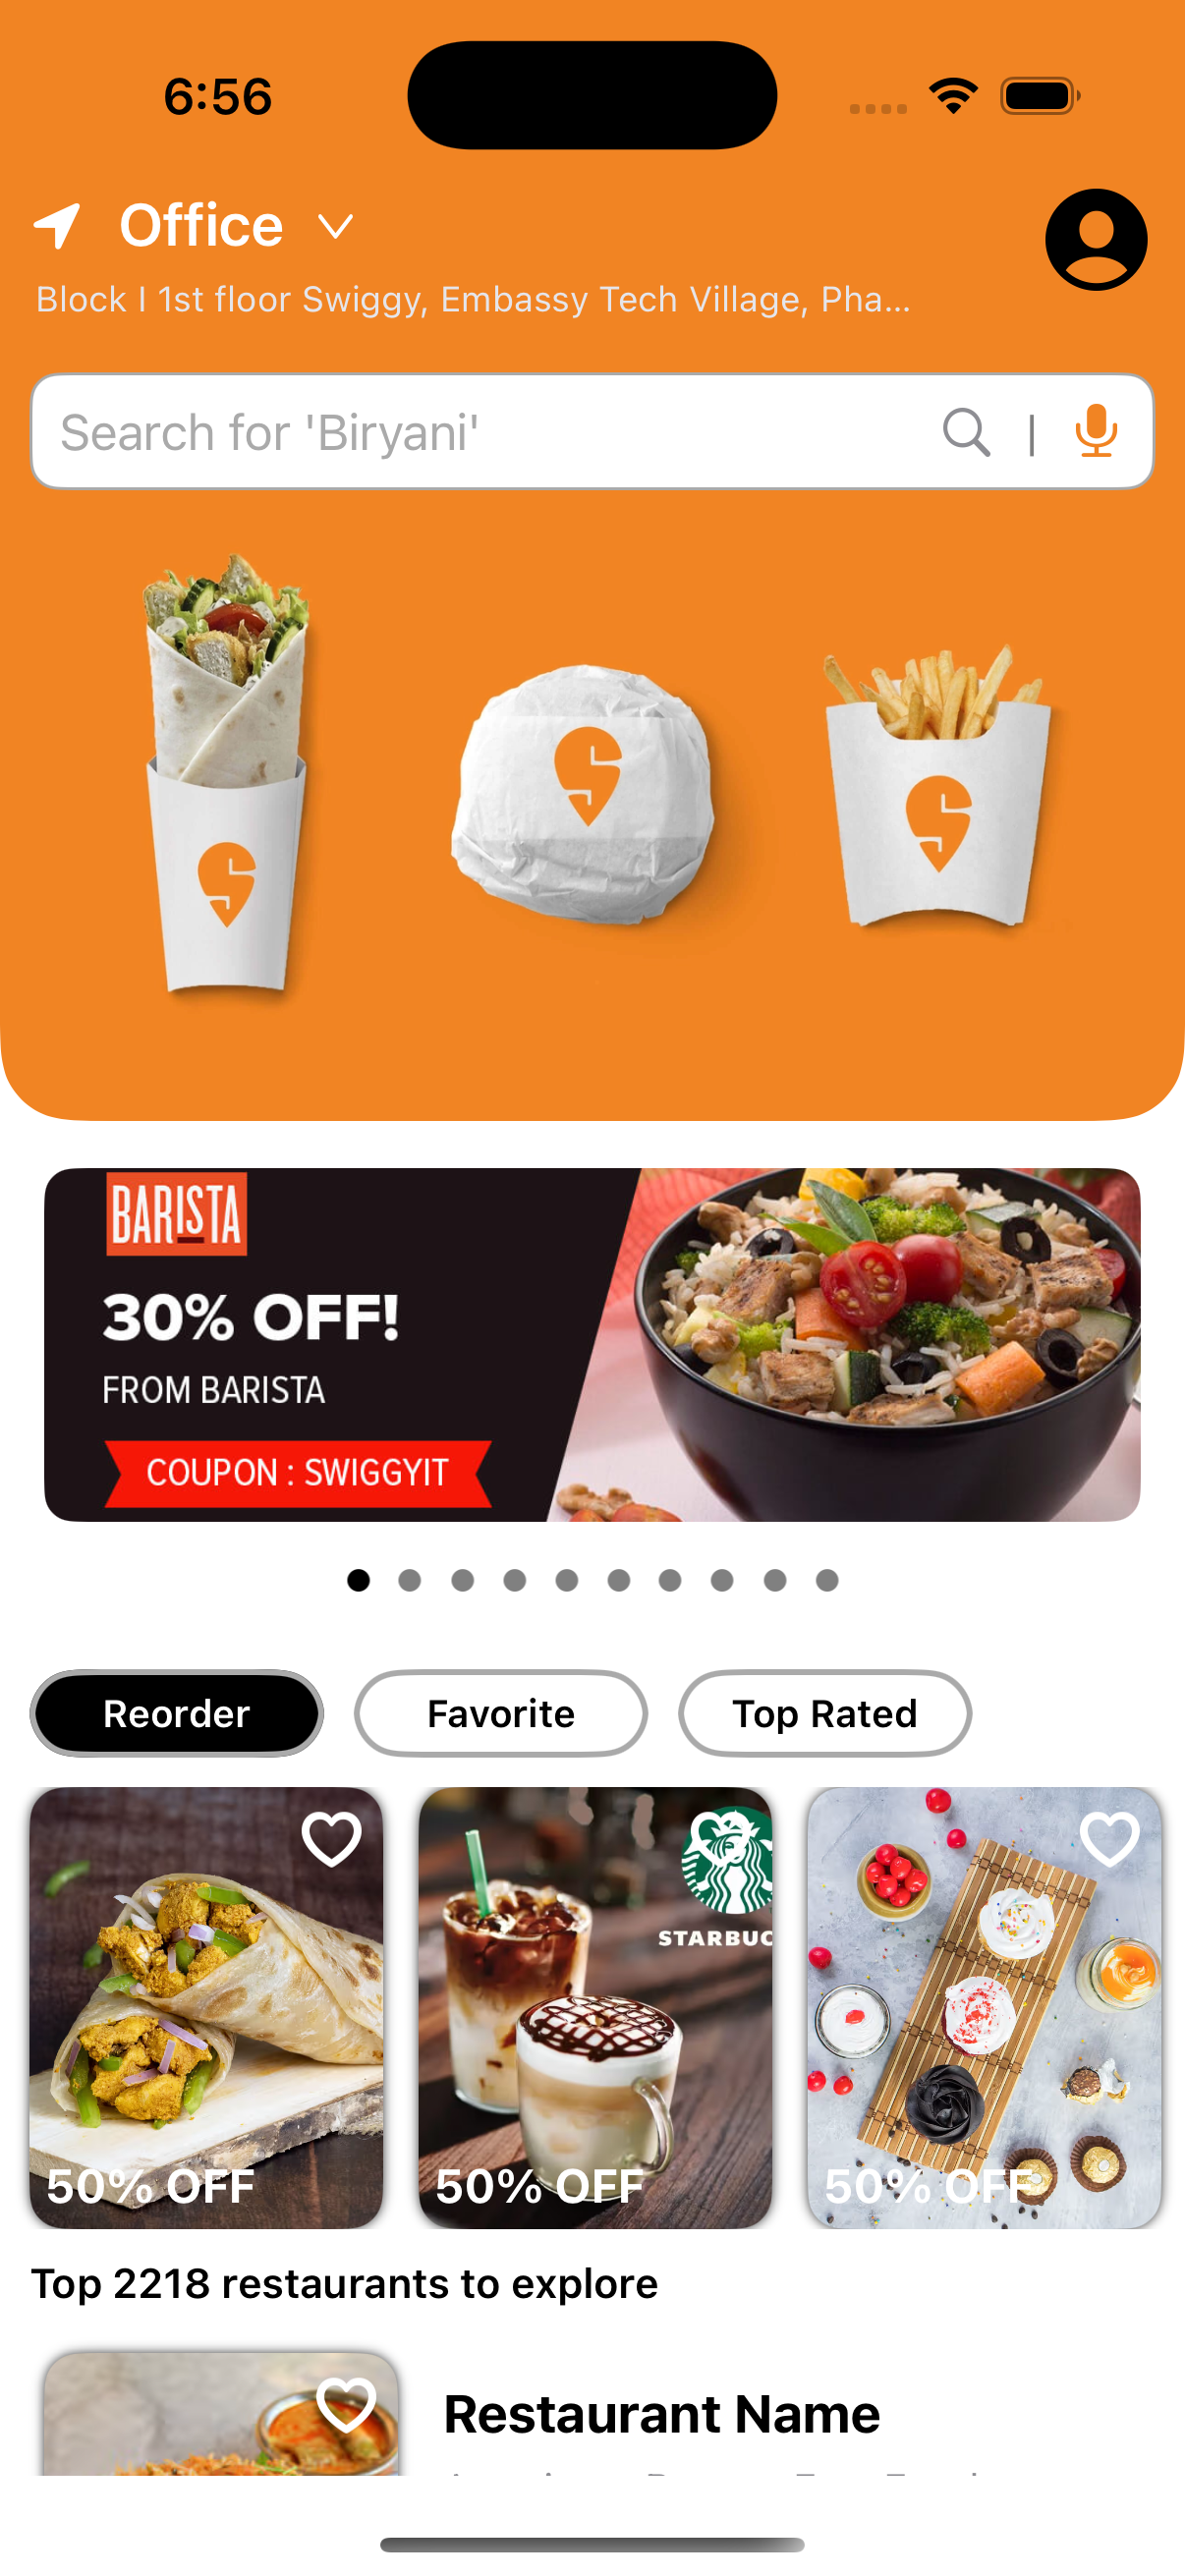 6:56
Office
Block I 1st floor Swiggy, Embassy Tech Village, Pha...
Search for 'Biryani'
BARISTA
30% OFF!
FROM BARISTA
COUPON : SWIGGYIT
Reorder
Favorite
Top Rated
STARBUC
50% OFF
50% OFF
50% OFF
Top 2218 restaurants to explore
Restaurant Name